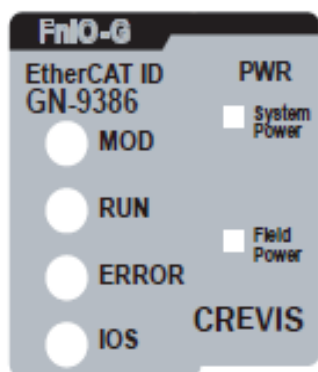 FnIO-G
EtherCAT ID
GN-9386
PWR
MOD
System
Power
RUN
Field
Power
ERROR
IOS
CREVIS